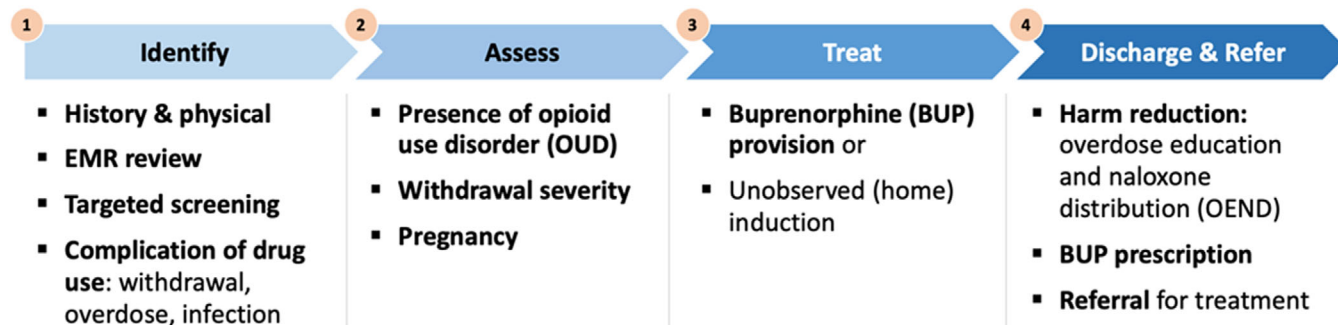 1
Identify
▪ History & physical
▪ EMR review
▪ Targeted screening
▪ Complication of drug
use: withdrawal,
overdose, infection
2
Assess
▪ Presence of opioid
use disorder (OUD)
▪ Withdrawal severity
▪ Pregnancy
3
Treat
▪ Buprenorphine (BUP)
provision or
▪ Unobserved (home)
induction
4
Discharge & Refer
▪ Harm reduction:
overdose education
and naloxone
distribution (OEND)
▪ BUP prescription
▪ Referral for treatment